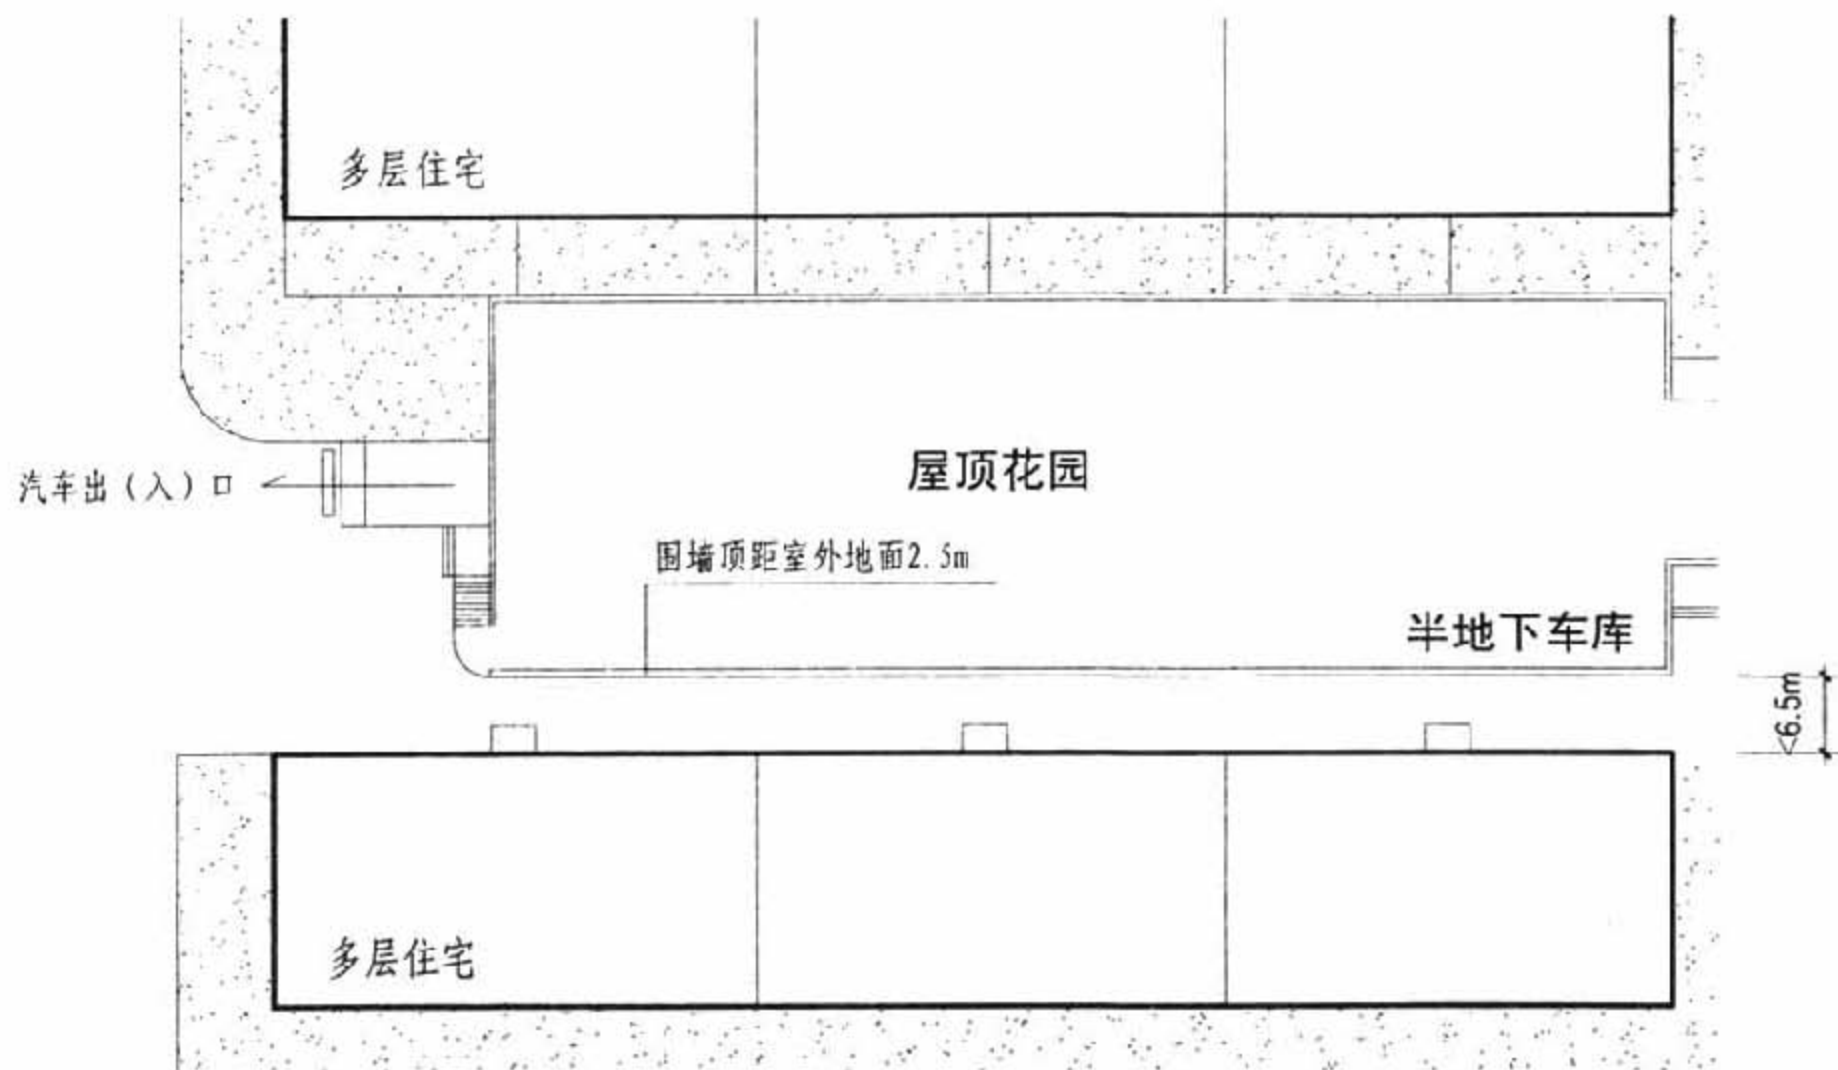 多层住宅
屋顶花园
汽车出（入）口
围墙顶距室外地面2.5m
半地下车库
<6.5m
多层住宅